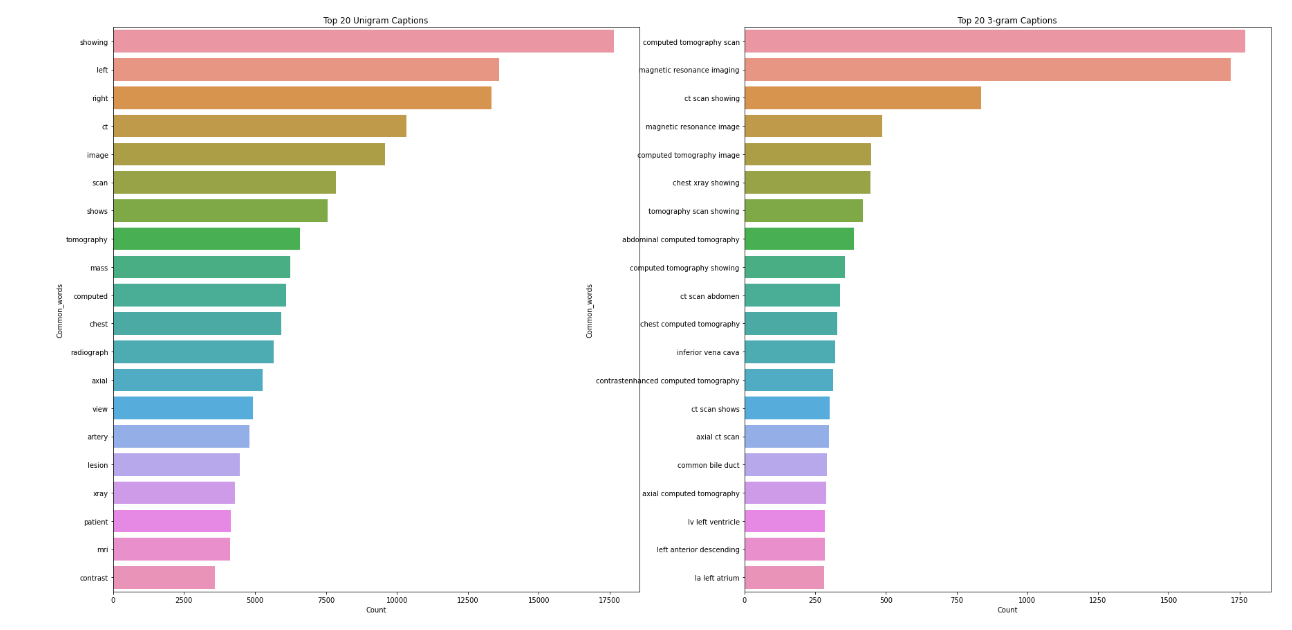 Top 20 Unigram Captions
showing
left
right
ct
image
scan
shows
tomography
mass
computed
chest
radiograph
axial
view
artery
lesion
xray
patient
mri
contrast
Common_words
0 2500 5000 7500 10000 12500 15000 17500
Count
Top 20 3-gram Captions
computed tomography scan
magnetic resonance imaging
ct scan showing
magnetic resonance image
computed tomography image
chest xray showing
tomography scan showing
abdominal computed tomography
computed tomography showing
ct scan abdomen
chest computed tomography
inferior vena cava
contrastenhanced computed tomography
ct scan shows
axial ct scan
common bile duct
axial computed tomography
lv left ventricle
left anterior descending
la left atrium
Common_words
0 250 500 750 1000 1250 1500 1750
Count